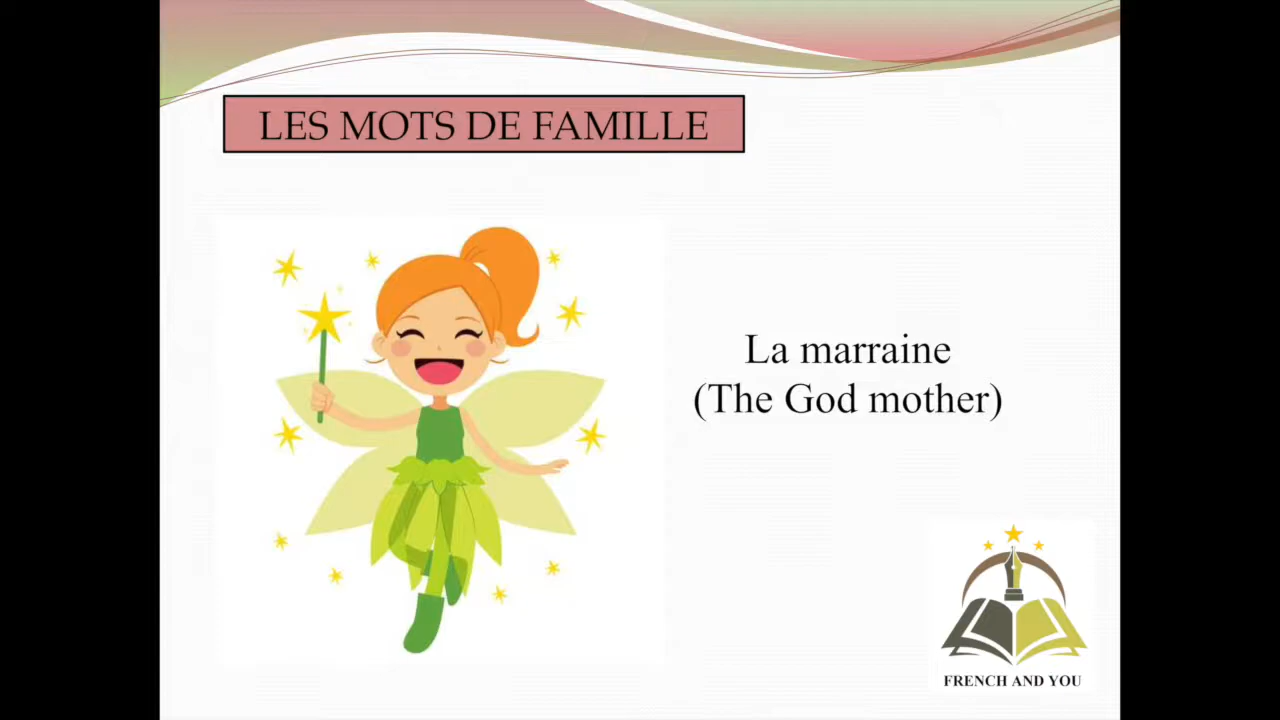 LES MOTS DE FAMILLE
La marraine
(The God mother)
FRENCH AND YOU